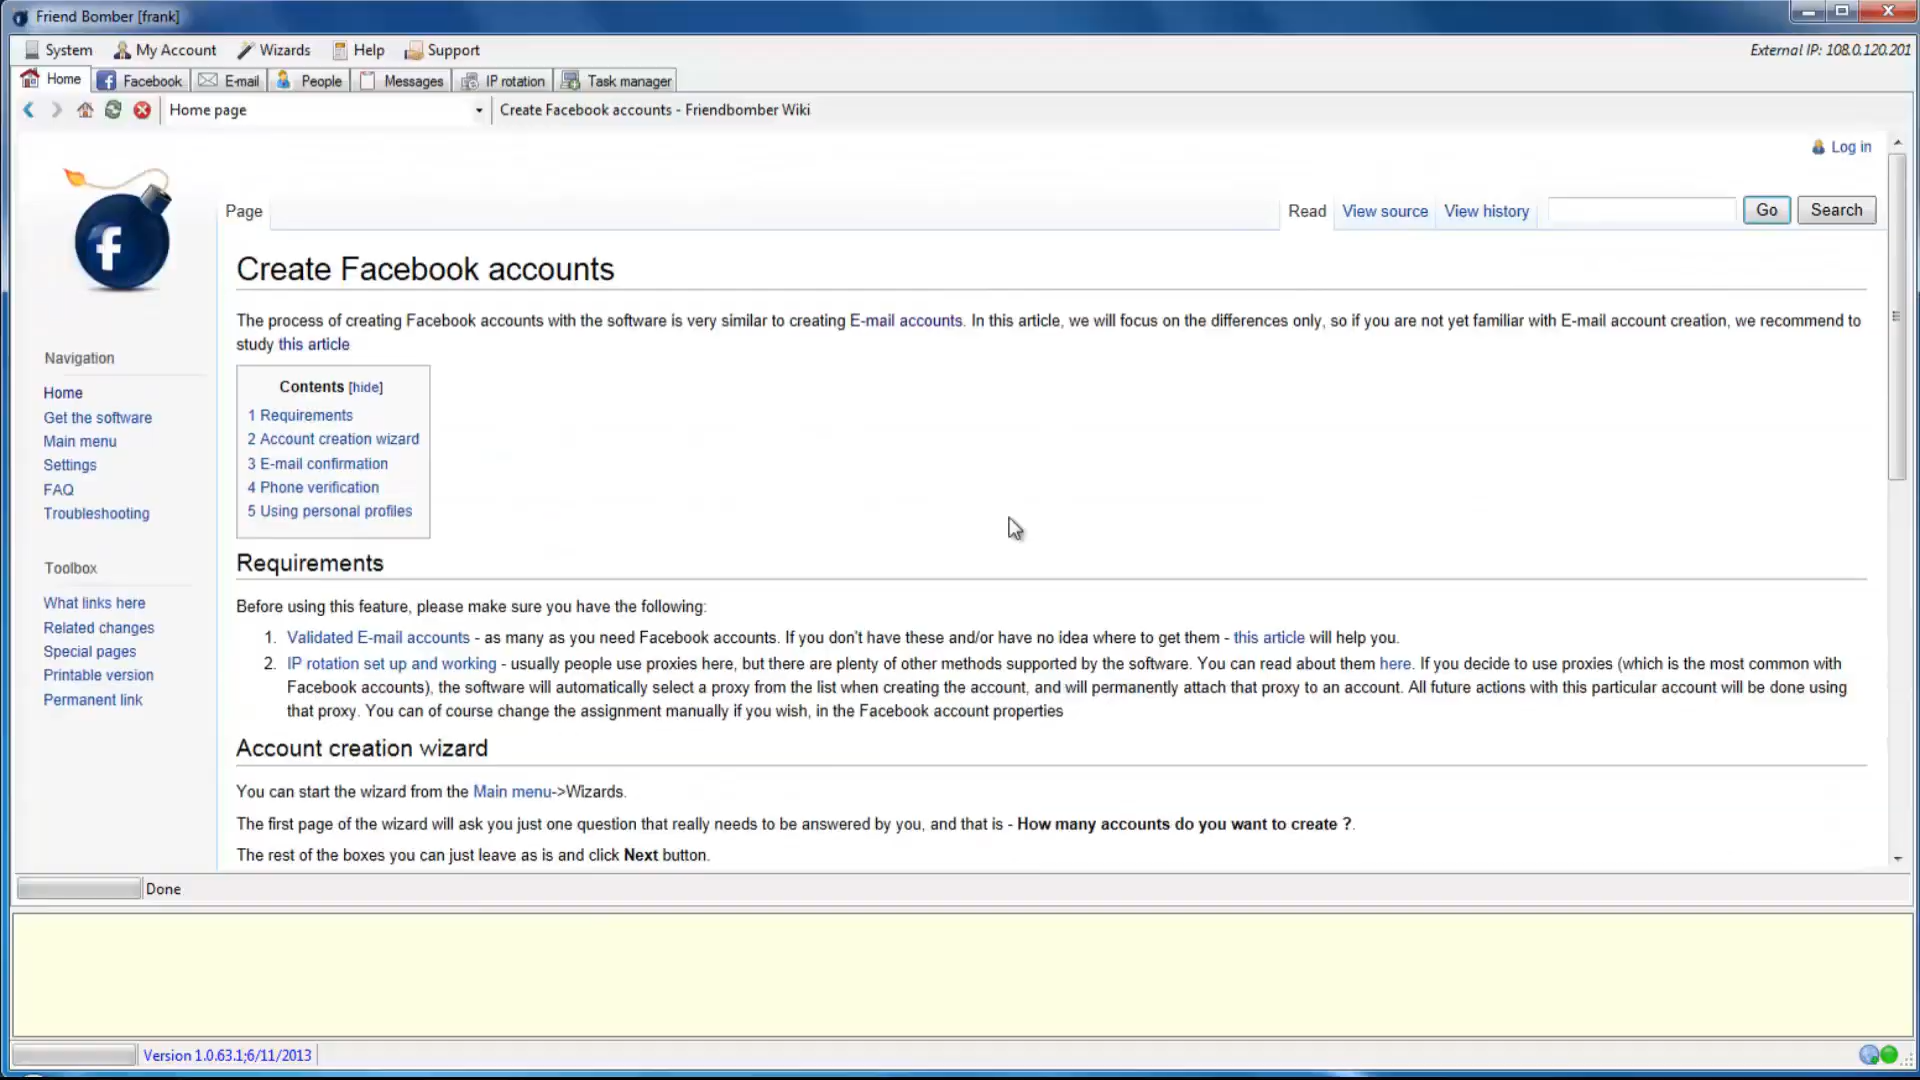 Friend Bomber [frank]
System My Account Wizards Help Support External IP: 108.0.120.201
Home Facebook E-mail People Messages IP rotation Task manager
Home page Create Facebook accounts - Friendbomber Wiki
Log in
Page Read View source View history Go Search
Create Facebook accounts
The process of creating Facebook accounts with the software is very similar to creating E-mail accounts. In this article, we will focus on the differences only, so if you are not yet familiar with E-mail account creation, we recommend to
study this article
Contents [hide]
1 Requirements
2 Account creation wizard
3 E-mail confirmation
4 Phone verification
5 Using personal profiles
Navigation
Home
Get the software
Main menu
Settings
FAQ
Troubleshooting
Toolbox
What links here
Related changes
Special pages
Printable version
Permanent link
Requirements
Before using this feature, please make sure you have the following:
1. Validated E-mail accounts - as many as you need Facebook accounts. If you don't have these and/or have no idea where to get them - this article will help you.
2. IP rotation set up and working - usually people use proxies here, but there are plenty of other methods supported by the software. You can read about them here. If you decide to use proxies (which is the most common with
Facebook accounts), the software will automatically select a proxy from the list when creating the account, and will permanently attach that proxy to an account. All future actions with this particular account will be done using
that proxy. You can of course change the assignment manually if you wish, in the Facebook account properties
Account creation wizard
You can start the wizard from the Main menu->Wizards.
The first page of the wizard will ask you just one question that really needs to be answered by you, and that is - How many accounts do you want to create ?.
The rest of the boxes you can just leave as is and click Next button.
Done
Version 1.0.63.1;6/11/2013